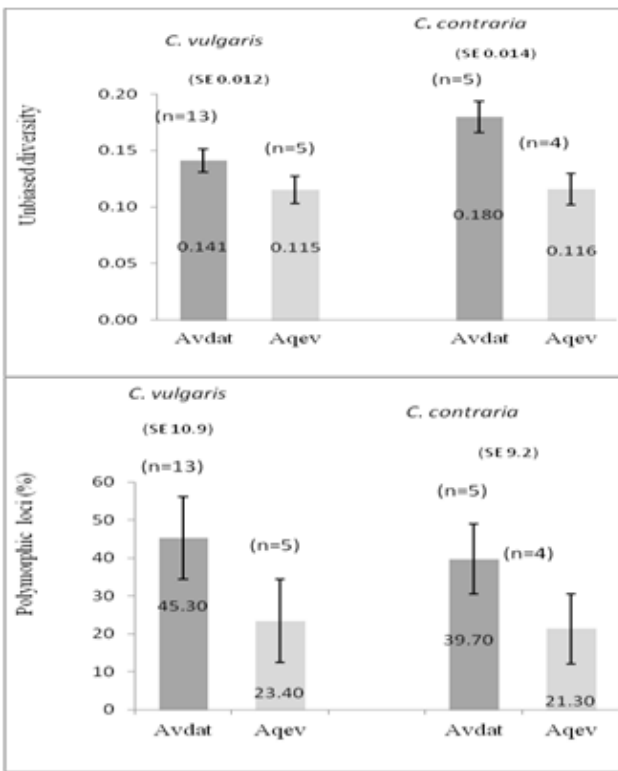 C. vulgaris
C. contraria
(SE 0.012)
(SE 0.014)
(n=5)
0.20
(n=13)
(n=5)
(n=4)
0.15
0.10
0.05
0.00
Unbiased diversity
0.141
0.115
0.180
0.116
Avdat
Aqev
Avdat
Aqev
C. vulgaris
C. contraria
(SE 10.9)
(SE 9.2)
(n=13)
(n=5)
(n=5)
(n=4)
60
50
40
30
20
10
0
Polymorphic loci (%)
45.30
23.40
39.70
21.30
Avdat
Aqev
Avdat
Aqev